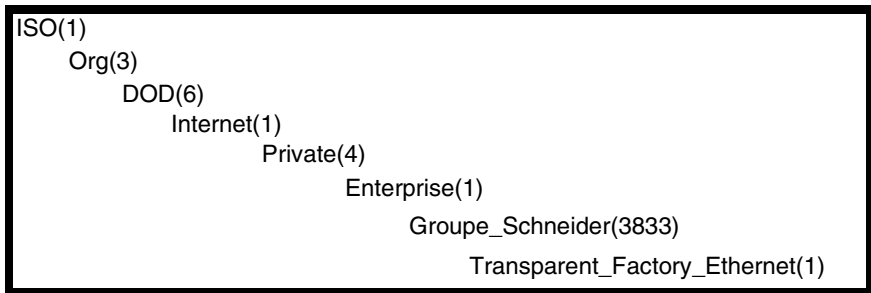 ISO(1)
Org(3)
DOD(6)
Internet(1)
Private(4)
Enterprise(1)
Groupe_Schneider(3833)
Transparent_Factory_Ethernet(1)